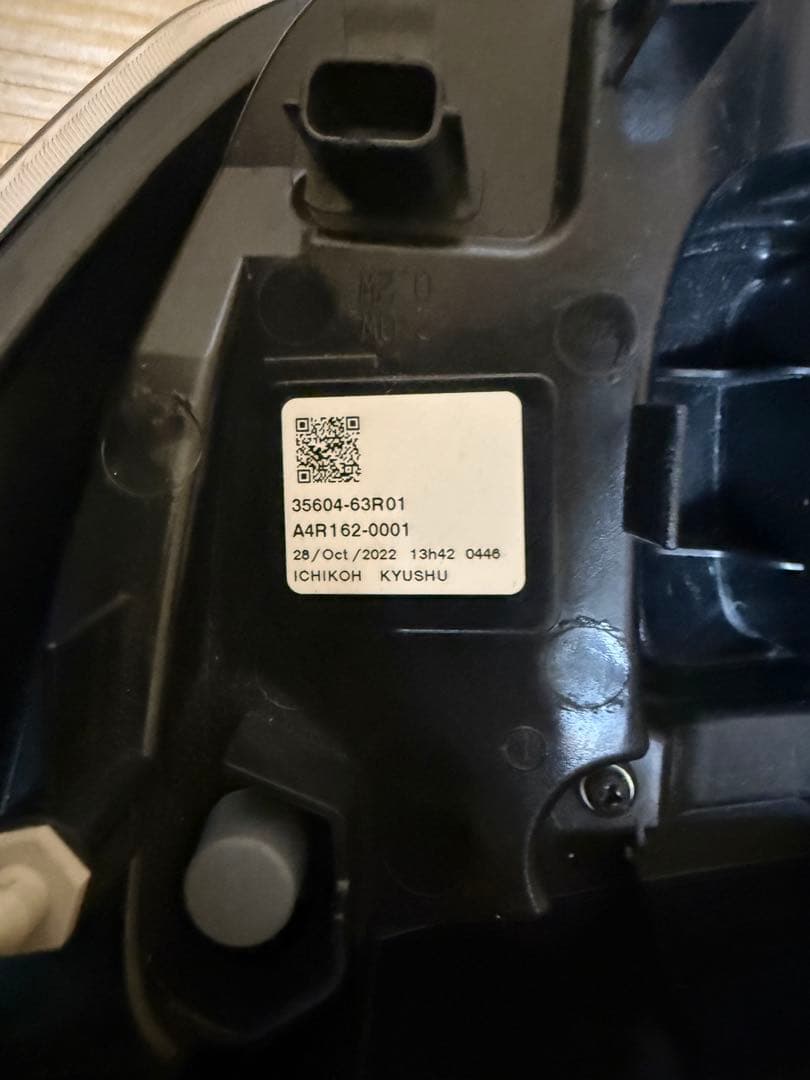 35604-63R01
A4R162-0001
28/Oct/2022 13h42 0446
ICHIKOH KYUSHU